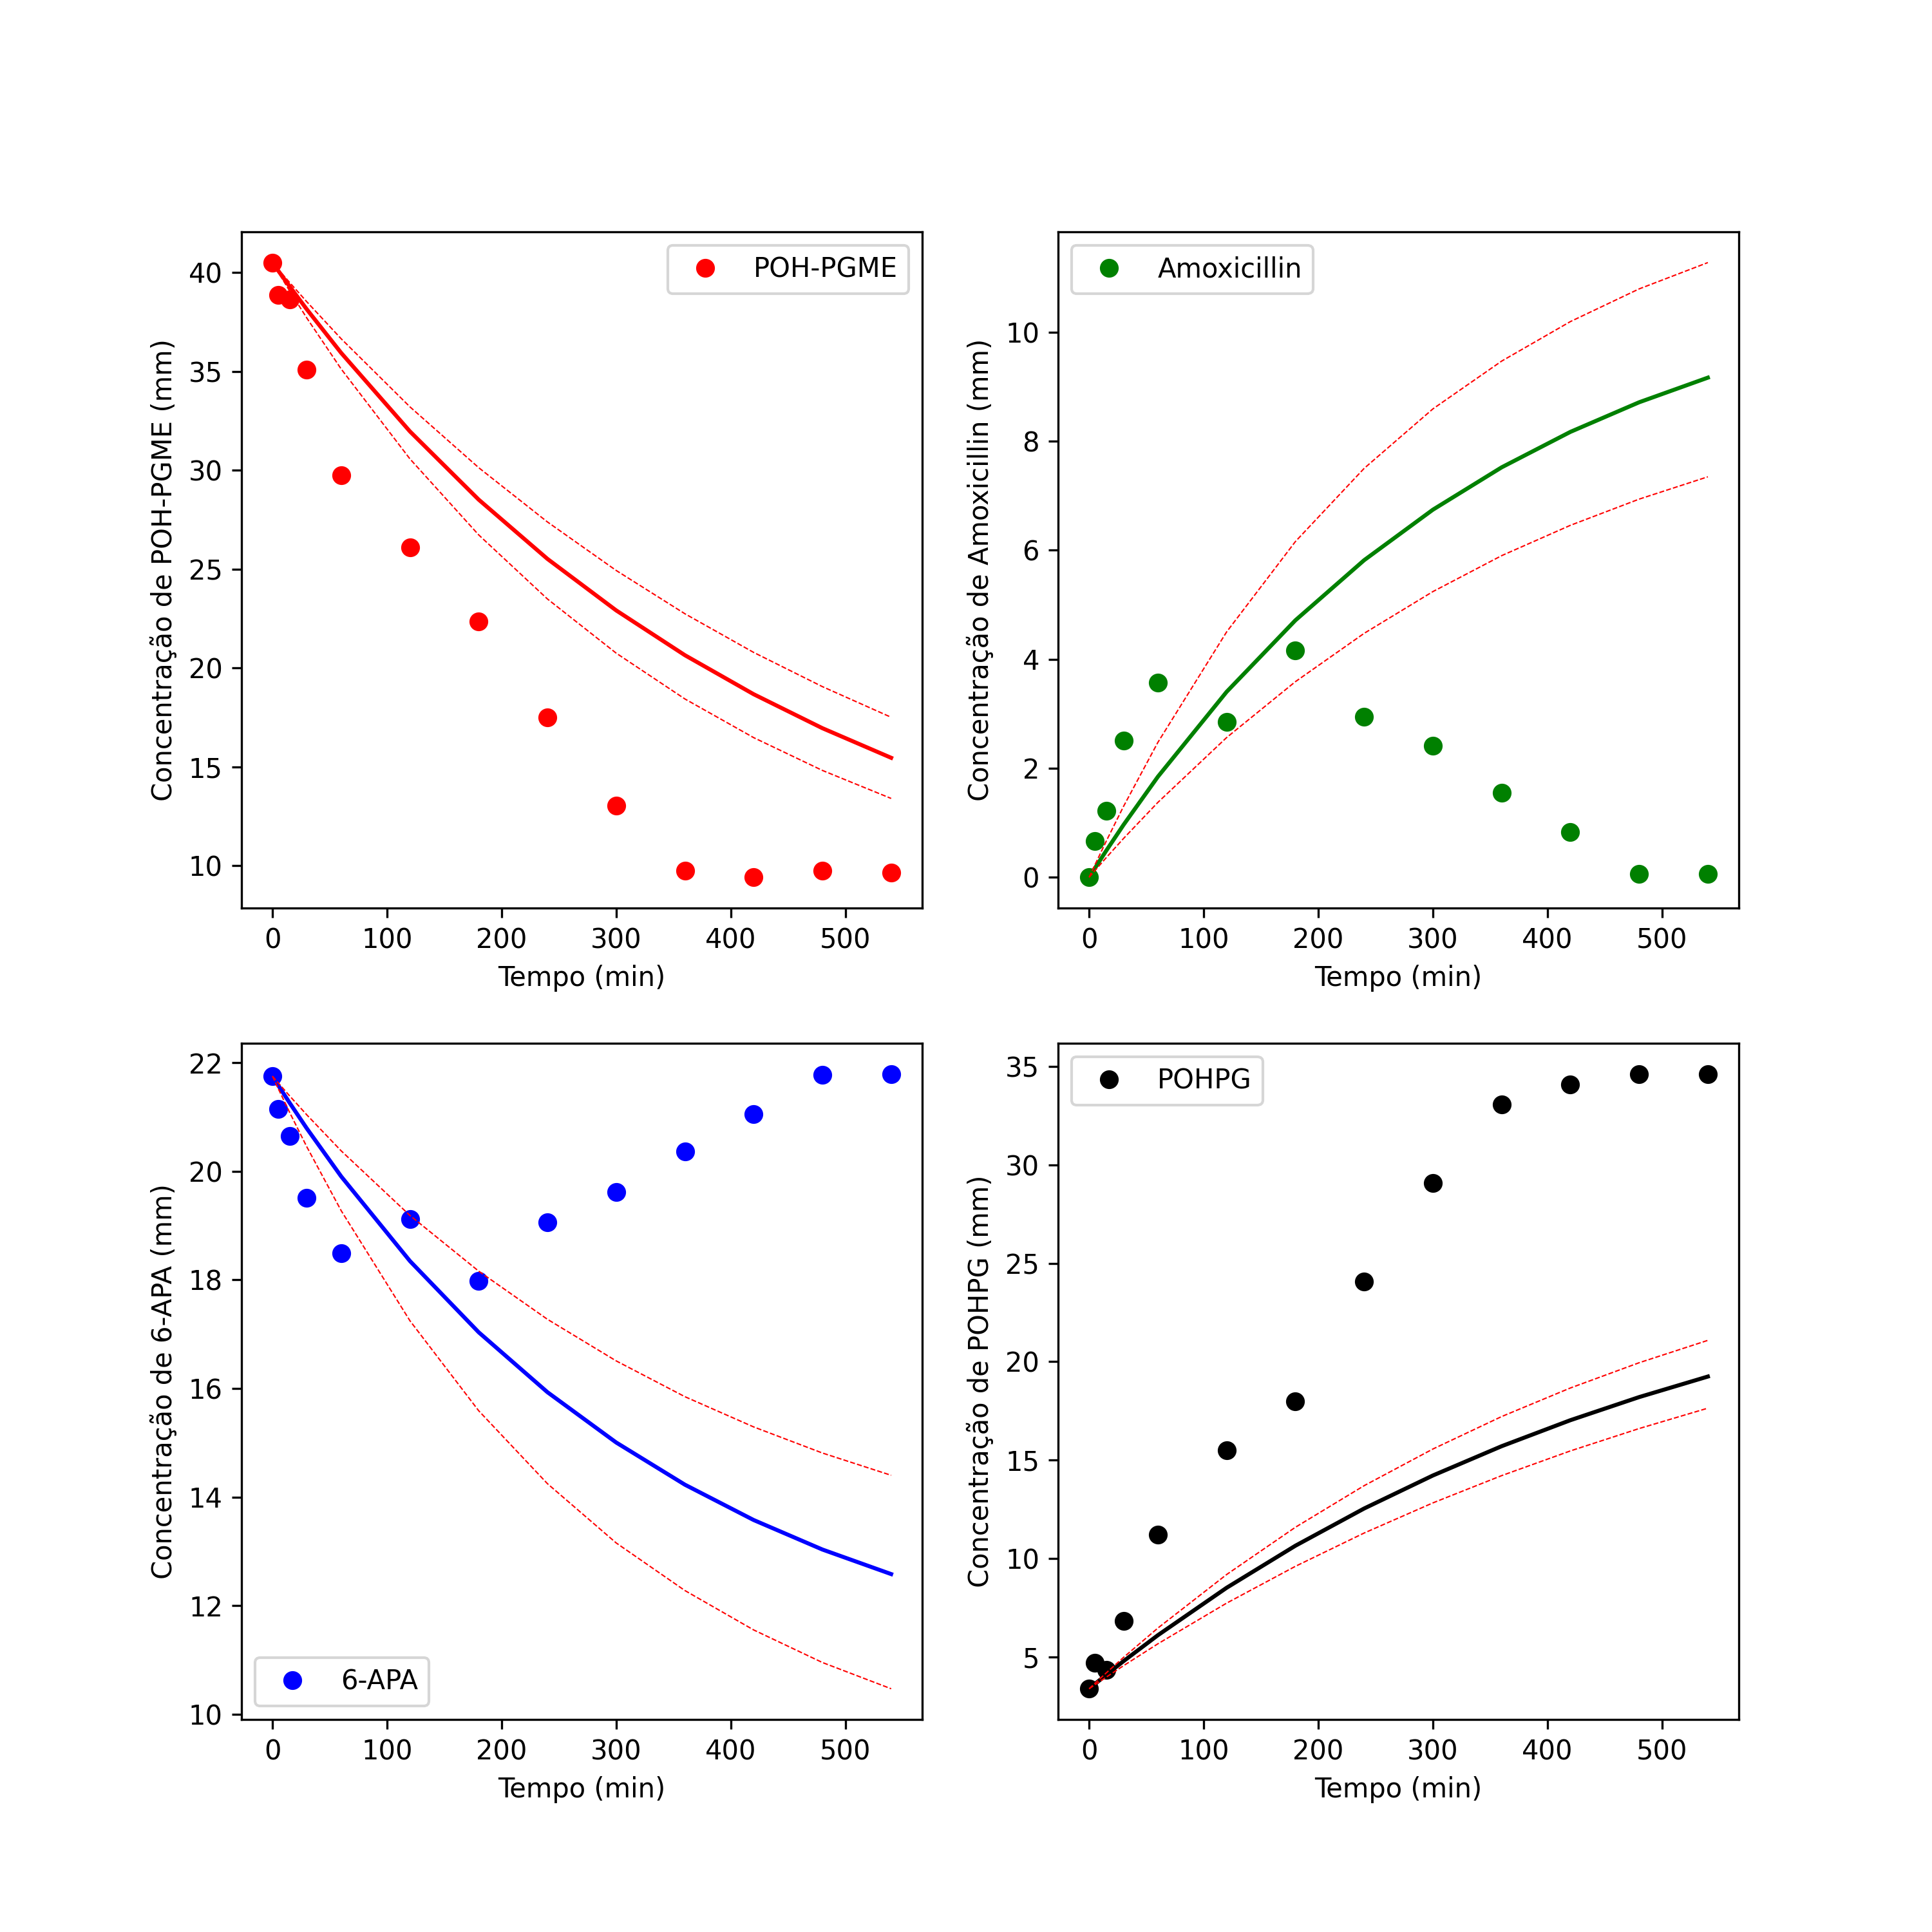 POH-PGME
40
35
30
25
20
15
10
Concentração de POH-PGME (mm)
0 100 200 300 400 500
Tempo (min)
Amoxicillin
10
8
6
4
2
0
Concentração de Amoxicillin (mm)
0 100 200 300 400 500
Tempo (min)
22
20
18
16
14
12
10
Concentração de 6-APA (mm)
6-APA
0 100 200 300 400 500
Tempo (min)
POHPG
35
30
25
20
15
10
5
Concentração de POHPG (mm)
0 100 200 300 400 500
Tempo (min)